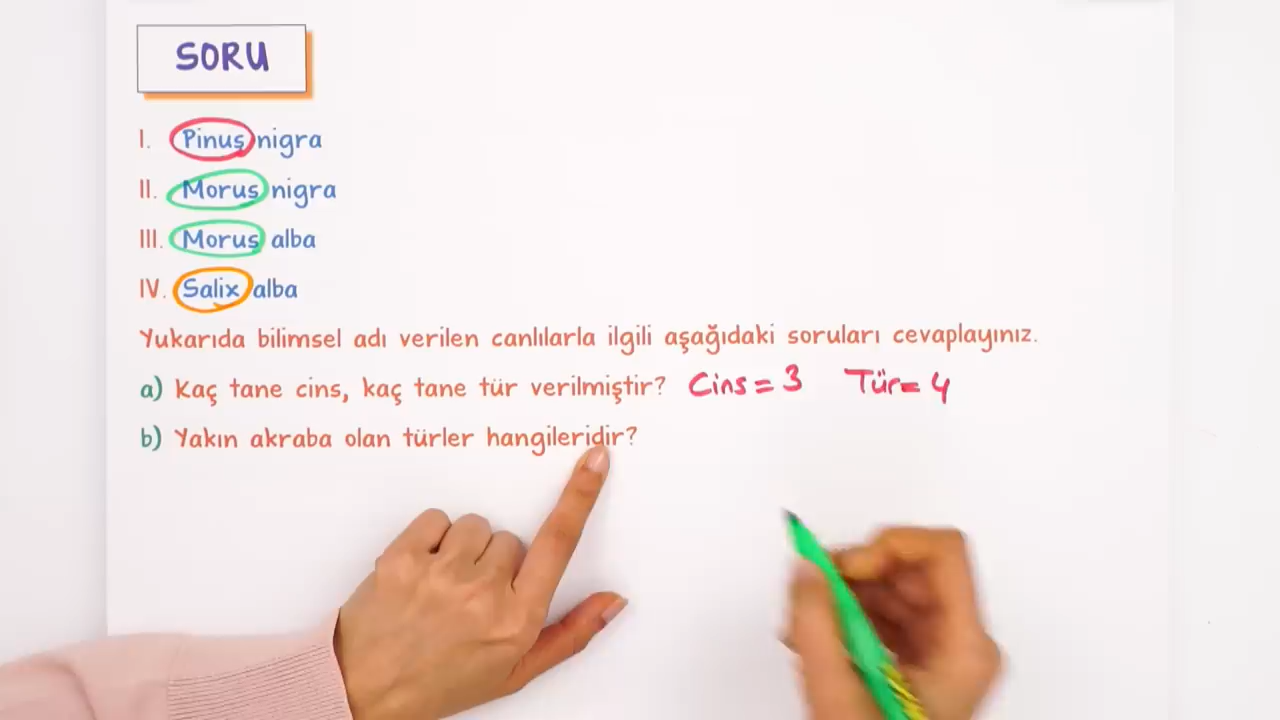 SORU
I. Pinus nigra
II. Morus nigra
III. Morus alba
IV. Salix alba
Yukarıda bilimsel adı verilen canlılarla ilgili aşağıdaki soruları cevaplayınız.
a) Kaç tane cins, kaç tane tür verilmiştir? Cins = 3 Tür = 4
b) Yakın akraba olan türler hangileridir?